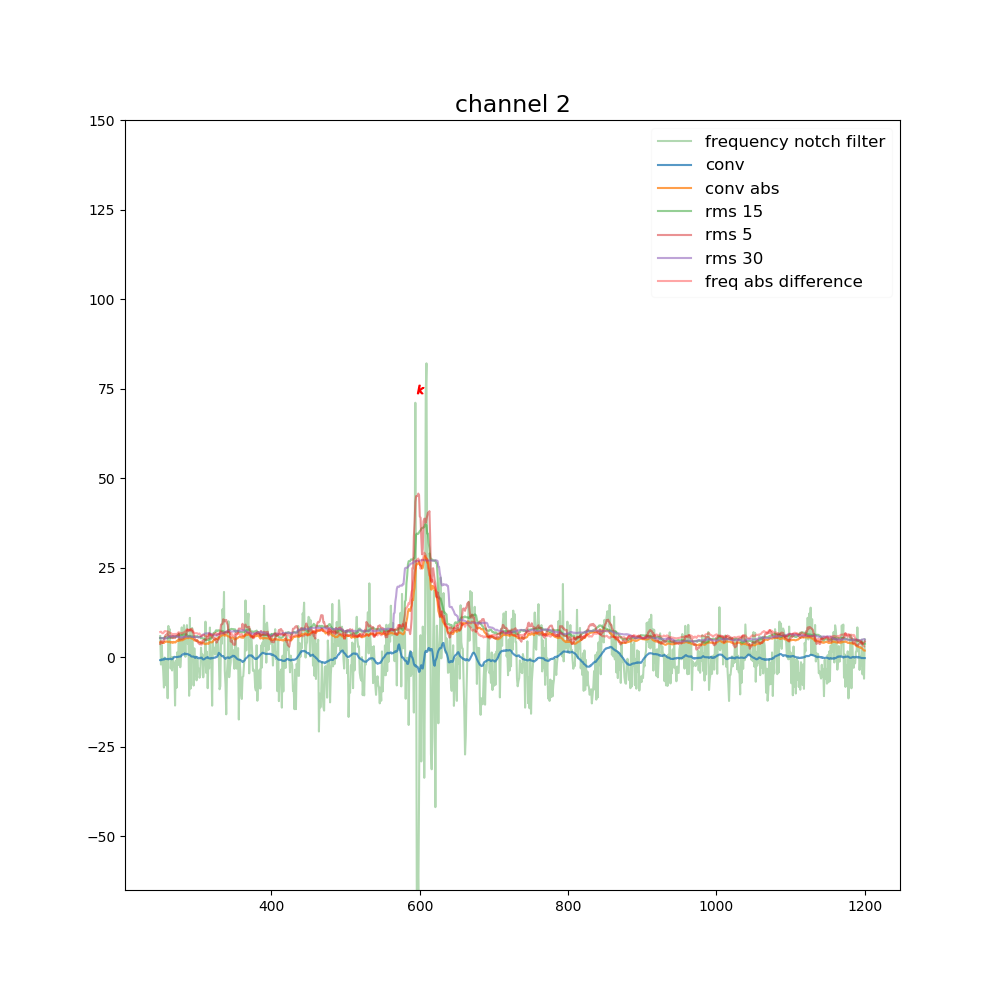 channel 2
150
125
100
75
50
25
0
−25
−50
400
600
800
1000
1200
frequency notch filter
conv
conv abs
rms 15
rms 5
rms 30
freq abs difference
k